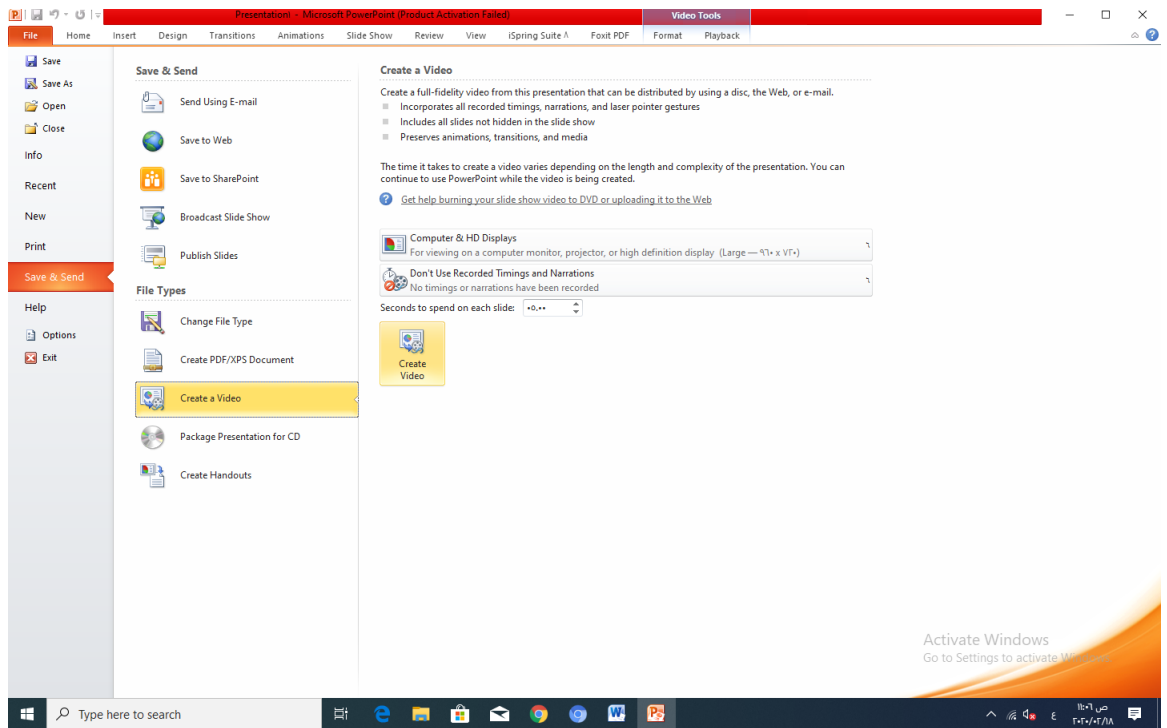 Presentation1 - Microsoft PowerPoint (Product Activation Failed)
Video Tools
File Home Insert Design Transitions Animations Slide Show Review View iSpring Suite ٨ Foxit PDF Format Playback
Save
Save As
Open
Close
Info
Recent
New
Print
Save & Send
Help
Options
Exit
Save & Send
Send Using E-mail
Save to Web
Save to SharePoint
Broadcast Slide Show
Publish Slides
File Types
Change File Type
Create PDF/XPS Document
Create a Video
Package Presentation for CD
Create Handouts
Create a Video
Create a full-fidelity video from this presentation that can be distributed by using a disc, the Web, or e-mail.
Incorporates all recorded timings, narrations, and laser pointer gestures
Includes all slides not hidden in the slide show
Preserves animations, transitions, and media
The time it takes to create a video varies depending on the length and complexity of the presentation. You can
continue to use PowerPoint while the video is being created.
Get help burning your slide show video to DVD or uploading it to the Web
Computer & HD Displays
For viewing on a computer monitor, projector, or high definition display (Large — ٩٦٠ x ٧٢٠)
Don't Use Recorded Timings and Narrations
No timings or narrations have been recorded
Seconds to spend on each slide: ٠٥.٠٠
Create
Video
Activate Windows
Go to Settings to activate Windows.
Type here to search
ع
ص ١١:٤٠٦
٢٠٢٠/٠٢/١٨